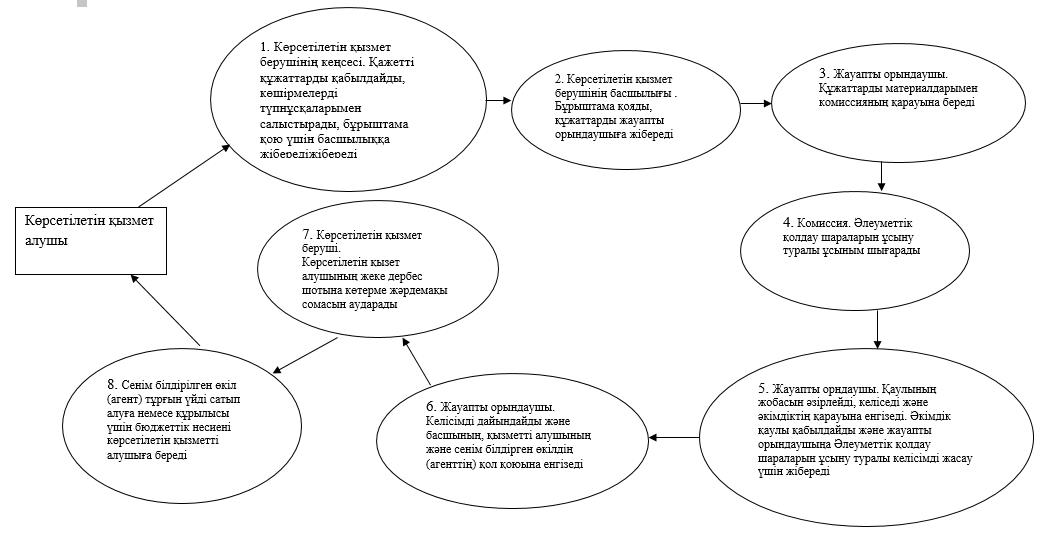 1. Көрсетілетін қызмет
берушінің кеңсесі. Қажетті
құжаттарды қабылдайды,
көшірмелерді
түпнұсқаларымен
салыстырады, бұрыштама
қою үшін басшылыққа
жібередіжібереді
2. Көрсетілетін қызмет
берушінің басшылығы .
Бұрыштама қояды,
құжаттарды жауапты
орындаушыға жібереді
3. Жауапты орындаушы.
Құжаттарды материалдарымен
комиссияның қарауына береді
Көрсетілетін қызмет
алушы
4. Комиссия. Әлеуметтік
қолдау шараларын ұсыну
туралы ұсыным шығарады
7. Көрсетілетін қызмет
беруші.
Көрсетілетін қызет
алушының жеке дербес
шотына көтерме жәрдемақы
сомасын аударады
8. Сенім білдірілген өкіл
(агент) тұрғын үйді сатып
алуға немесе құрылысы
үшін бюджеттік несиені
көрсетілетін қызметті
алушыға береді
6. Жауапты орындаушы.
Келісімді дайындайды және
басшының, қызметті алушының
және сенім білдірген өкілдің
(агенттің) қол қоюына енгізеді
5. Жауапты орндаушы. Қаулының
жобасын әзірлейді, келіседі және
әкімдіктің қарауына енгізеді. Әкімдік
қаулы қабылдайды және жауапты
орындаушыңа Әлеуметтік қолдау
шараларын ұсыну туралы келісімді жасау
үшін жібереді